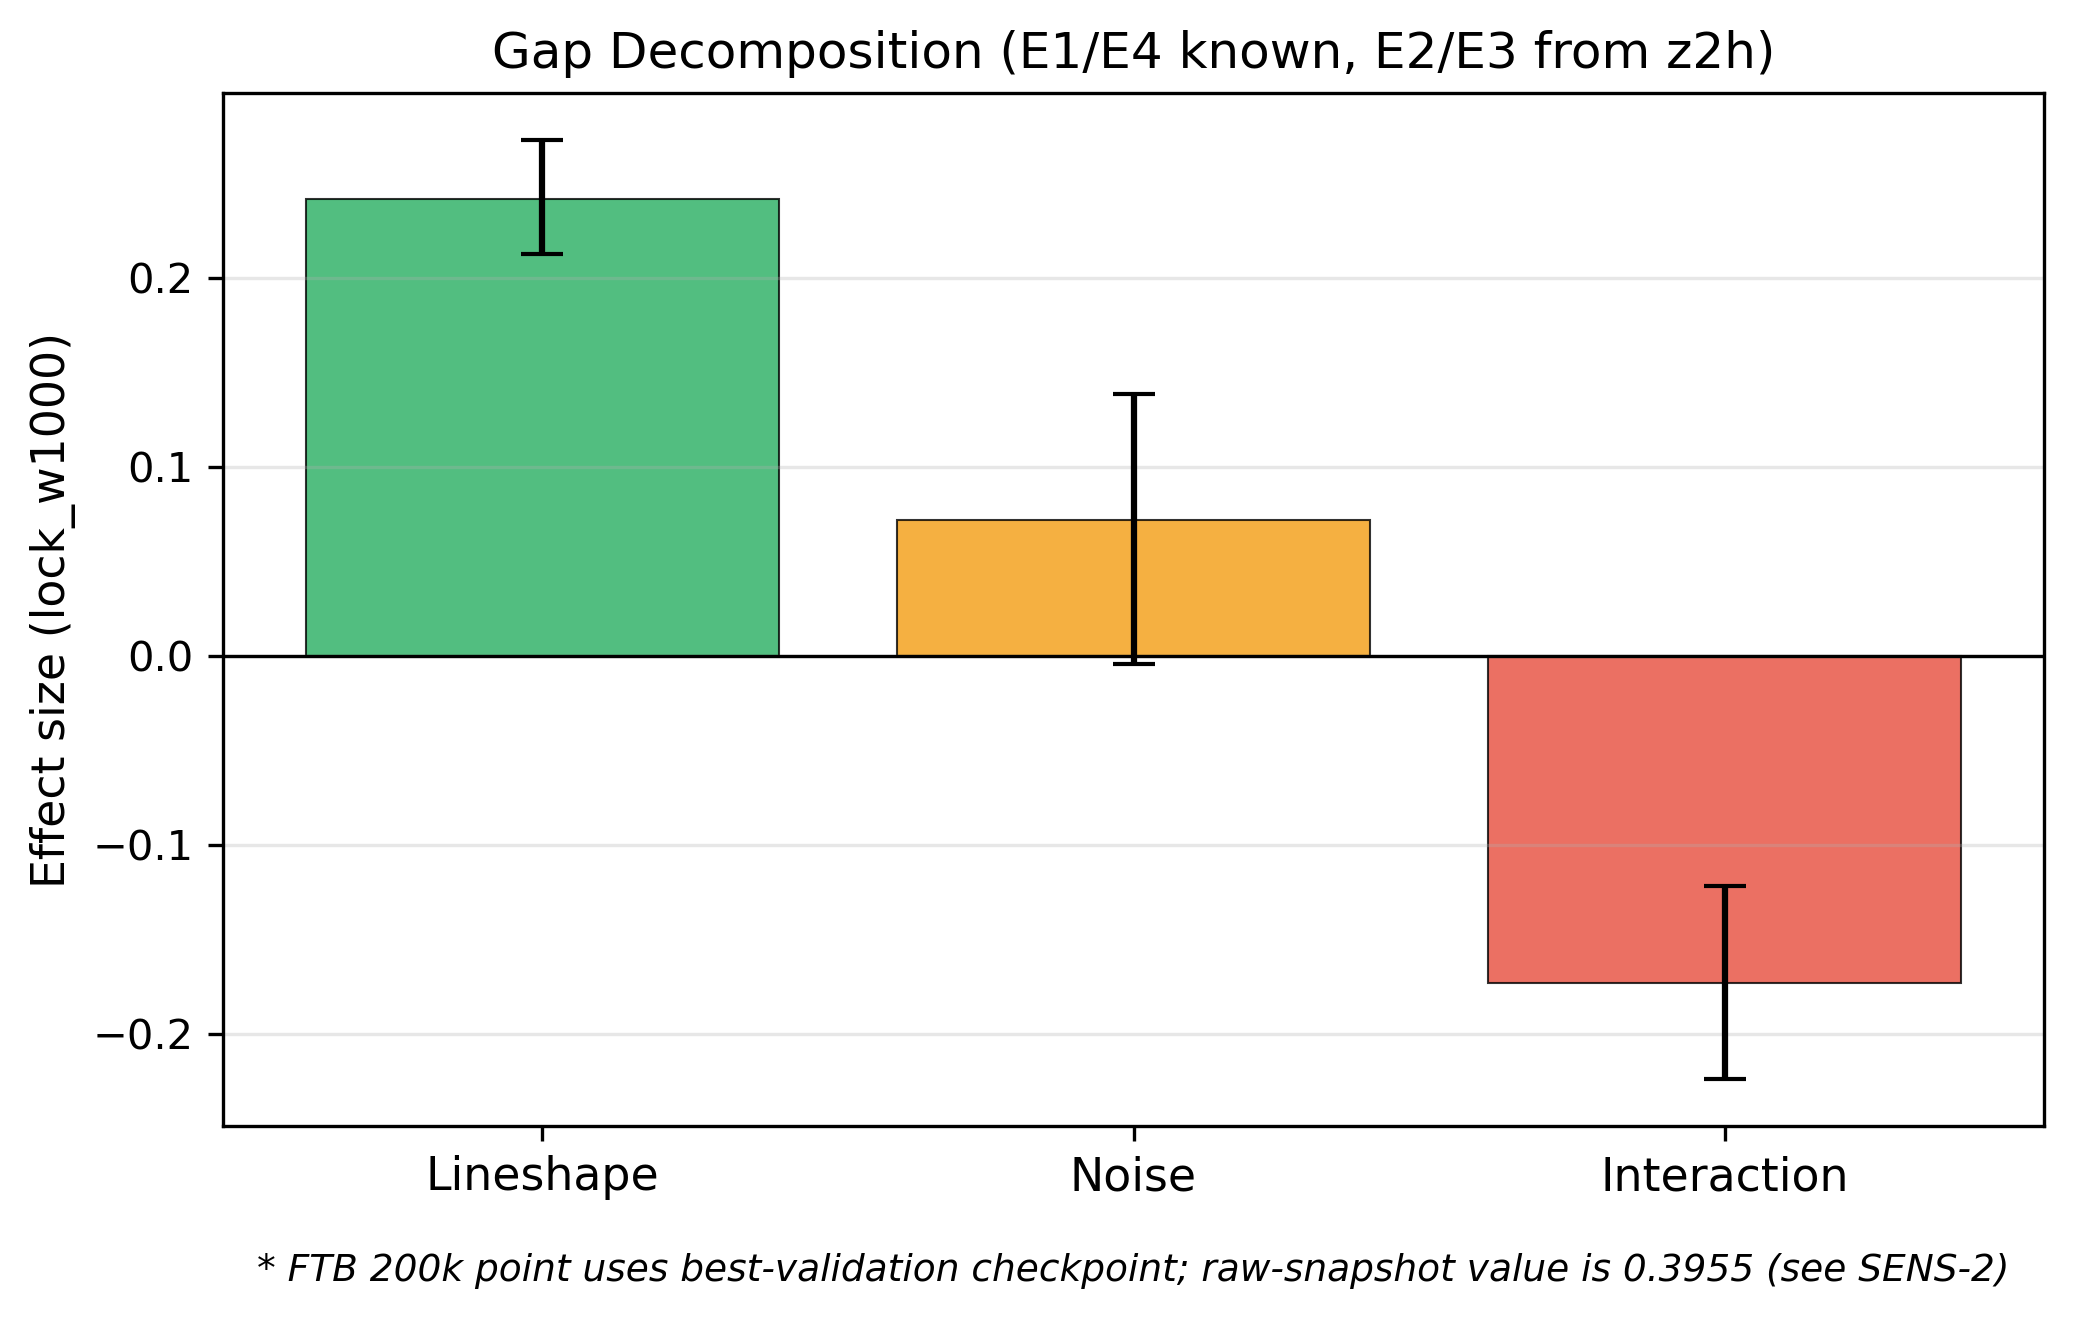 Gap Decomposition (E1/E4 known, E2/E3 from z2h)
Effect size (lock_w1000)
0.2
0.1
0.0
−0.1
−0.2
Lineshape
Noise
Interaction
* FTB 200k point uses best-validation checkpoint; raw-snapshot value is 0.3955 (see SENS-2)